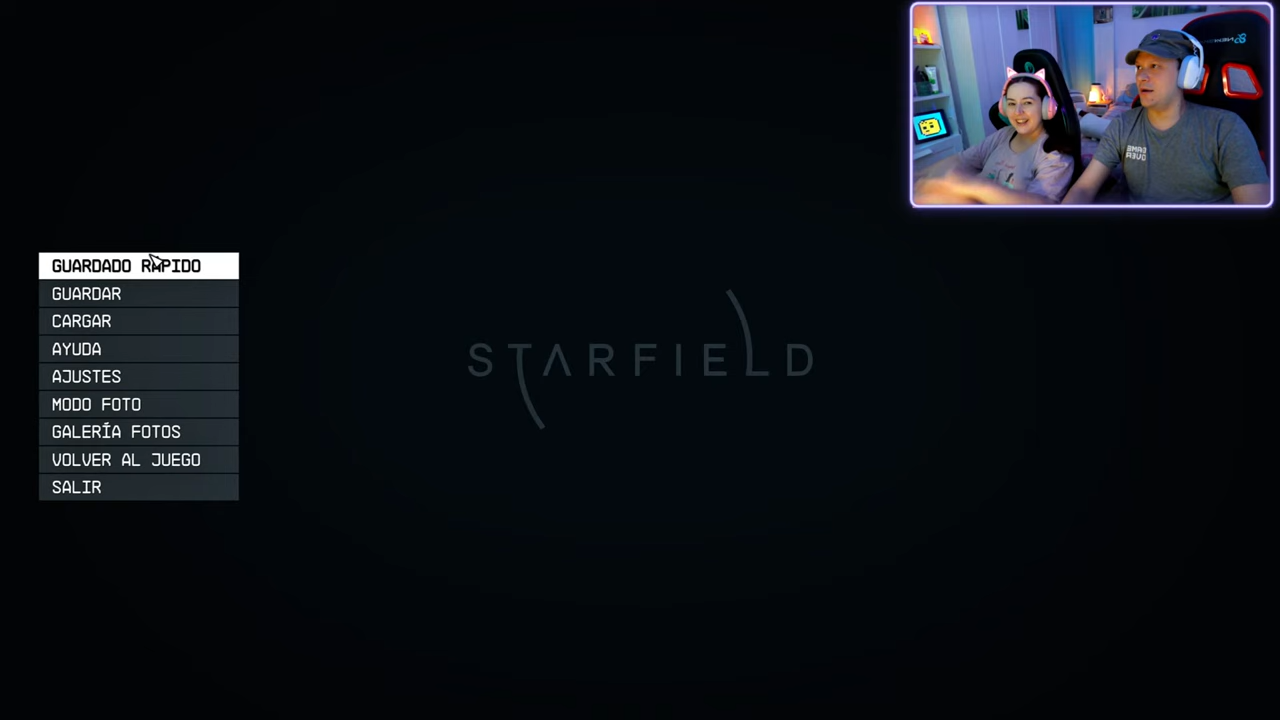 GUARDADO RÁPIDO
GUARDAR
CARGAR
AYUDA
AJUSTES
MODO FOTO
GALERÍA FOTOS
VOLVER AL JUEGO
SALIR
STARFIELD